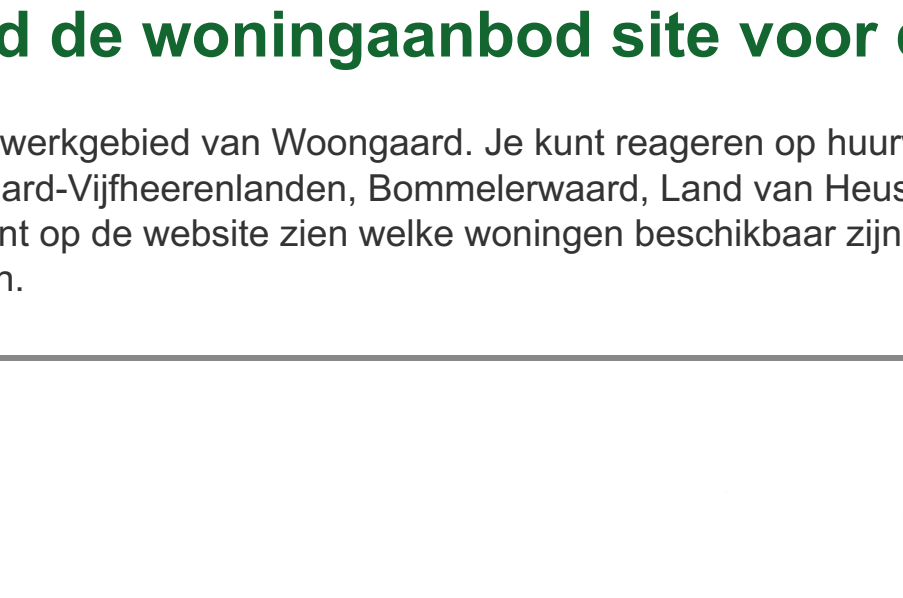 d de woningaanbod site voor
werkgebied van Woongaard. Je kunt reageren op huur
ard-Vijfheerenlanden, Bommelerwaard, Land van Heus
nt op de website zien welke woningen beschikbaar zijn
n.